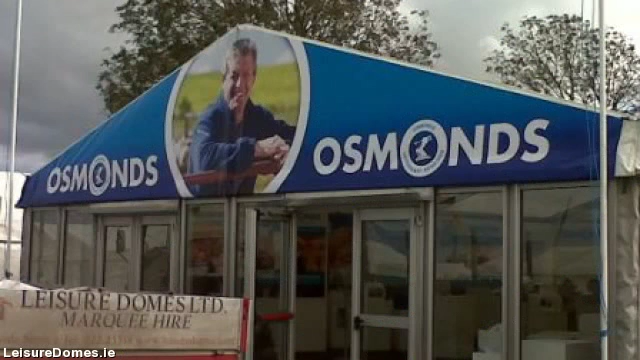 OSMONDS
OSMONDS
LEISURE DOMES LTD.
MARQUEE HIRE
LeisureDomes.ie